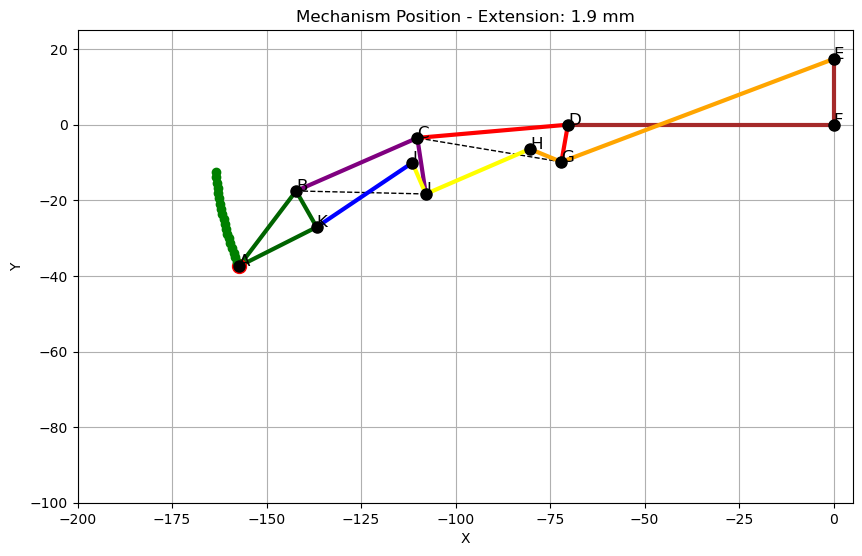 Mechanism Position - Extension: 1.9 mm
E
20
F
0
D
C
H
I
G
J
B
-20
K
A
−40
−60
−80
−100
−200
−175
−150
−125
−100
−75
−50
−25
0
X
Y